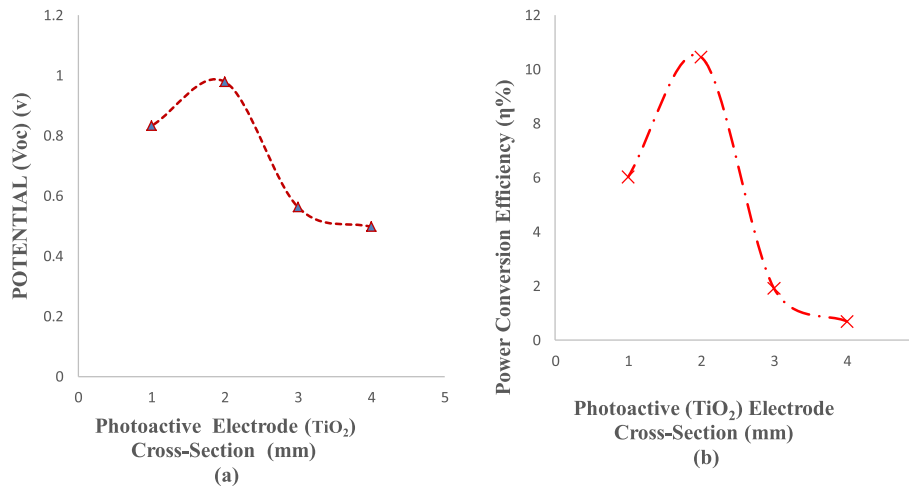 POTENTIAL (Voc) (v)
1.2
1
0.8
0.6
0.4
0.2
0
0 1 2 3 4 5
Photoactive Electrode (TiO₂)
Cross-Section (mm)
(a)
Power Conversion Efficiency (η%)
12
10
8
6
4
2
0
0 1 2 3 4
Photoactive (TiO₂) Electrode
Cross-Section (mm)
(b)